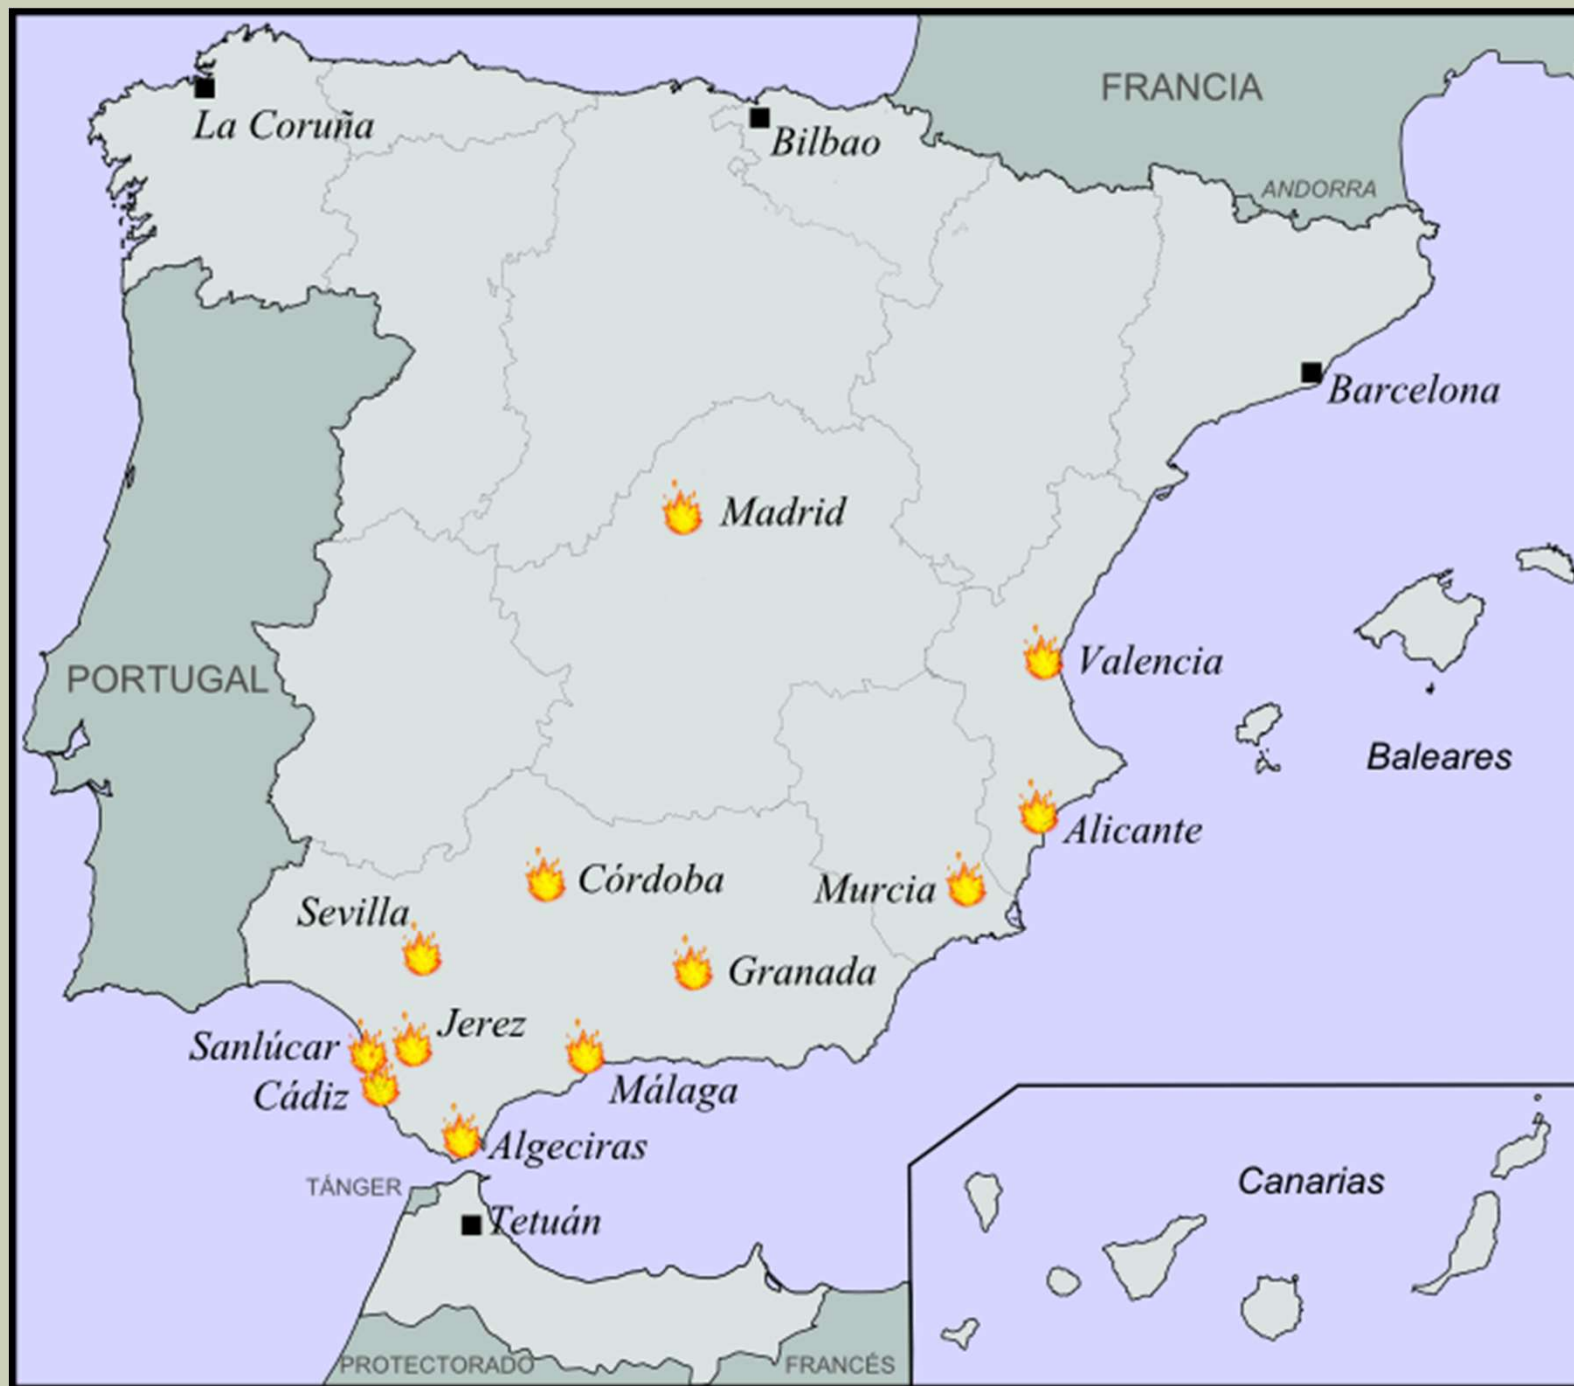 FRANCIA
La Coruña
Bilbao
ANDORRA
Barcelona
Madrid
Valencia
PORTUGAL
Baleares
Alicante
Córdoba
Murcia
Sevilla
Granada
Jerez
Sanlúcar
Cádiz
Málaga
Algeciras
TÁNGER
Canarias
Tetuán
PROTECTORADO
FRANCÉS